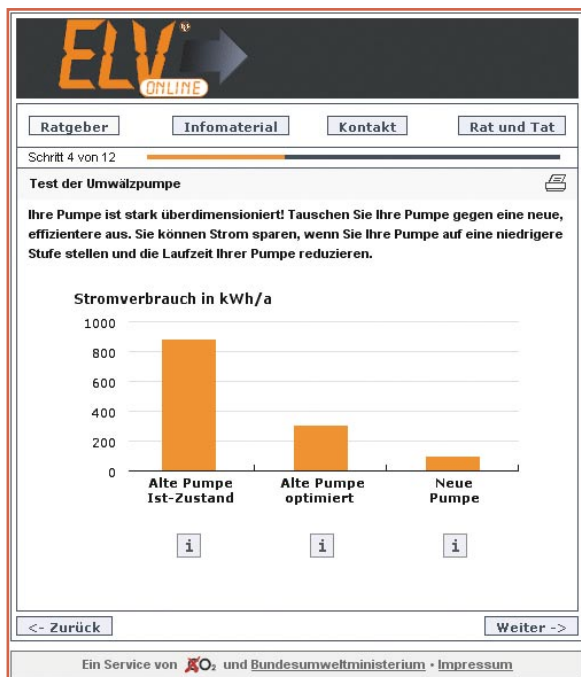 ELV
ONLINE
Ratgeber Infomaterial Kontakt Rat und Tat
Schritt 4 von 12
Test der Umwälzpumpe
Ihre Pumpe ist stark überdimensioniert! Tauschen Sie Ihre Pumpe gegen eine neue,
effizientere aus. Sie können Strom sparen, wenn Sie Ihre Pumpe auf eine niedrigere
Stufe stellen und die Laufzeit Ihrer Pumpe reduzieren.
Stromverbrauch in kWh/a
1000
800
600
400
200
0
Alte Pumpe Alte Pumpe Neue
Ist-Zustand optimiert Pumpe
i i i
<- Zurück Weiter ->
Ein Service von CO₂ und Bundesumweltministerium • Impressum